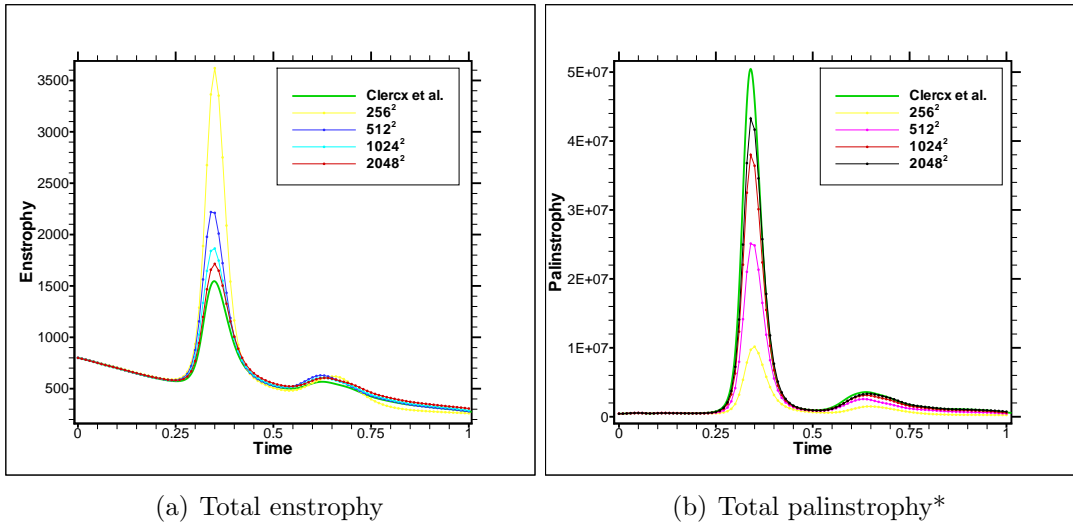 Enstrophy
3500
3000
2500
2000
1500
1000
500
0
0.25
0.5
0.75
1
Time
Clercx et al.
256²
512²
1024²
2048²
(a) Total enstrophy
Palinstrophy
5E+07
4E+07
3E+07
2E+07
1E+07
0
0
0.25
0.5
0.75
1
Time
Clercx et al.
256²
512²
1024²
2048²
(b) Total palinstrophy*